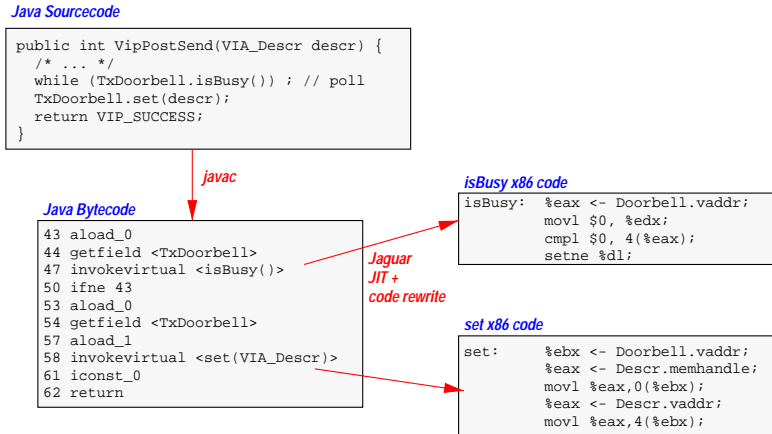 Java Sourcecode
public int VipPostSend(VIA_Descr descr) {
/* ... */
while (TxDoorbell.isBusy()) ; // poll
TxDoorbell.set(descr);
return VIP_SUCCESS;
}
javac
Java Bytecode
43 aload_0
44 getfield <TxDoorbell>
47 invokevirtual <isBusy()>
50 ifne 43
53 aload_0
54 getfield <TxDoorbell>
57 aload_1
58 invokevirtual <set(VIA_Descr)>
61 iconst_0
62 return
Jaguar
JIT +
code rewrite
isBusy x86 code
isBusy: %eax <- Doorbell.vaddr;
movl $0, %edx;
cmpl $0, 4(%eax);
setne %dl;
set x86 code
set: %ebx <- Doorbell.vaddr;
%eax <- Descr.memhandle;
movl %eax,0(%ebx);
%eax <- Descr.vaddr;
movl %eax,4(%ebx);